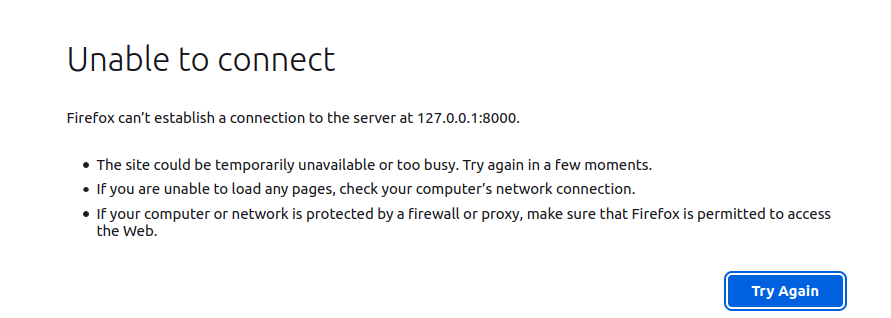 Unable to connect
Firefox can’t establish a connection to the server at 127.0.0.1:8000.
• The site could be temporarily unavailable or too busy. Try again in a few moments.
• If you are unable to load any pages, check your computer’s network connection.
• If your computer or network is protected by a firewall or proxy, make sure that Firefox is permitted to access
the Web.
Try Again